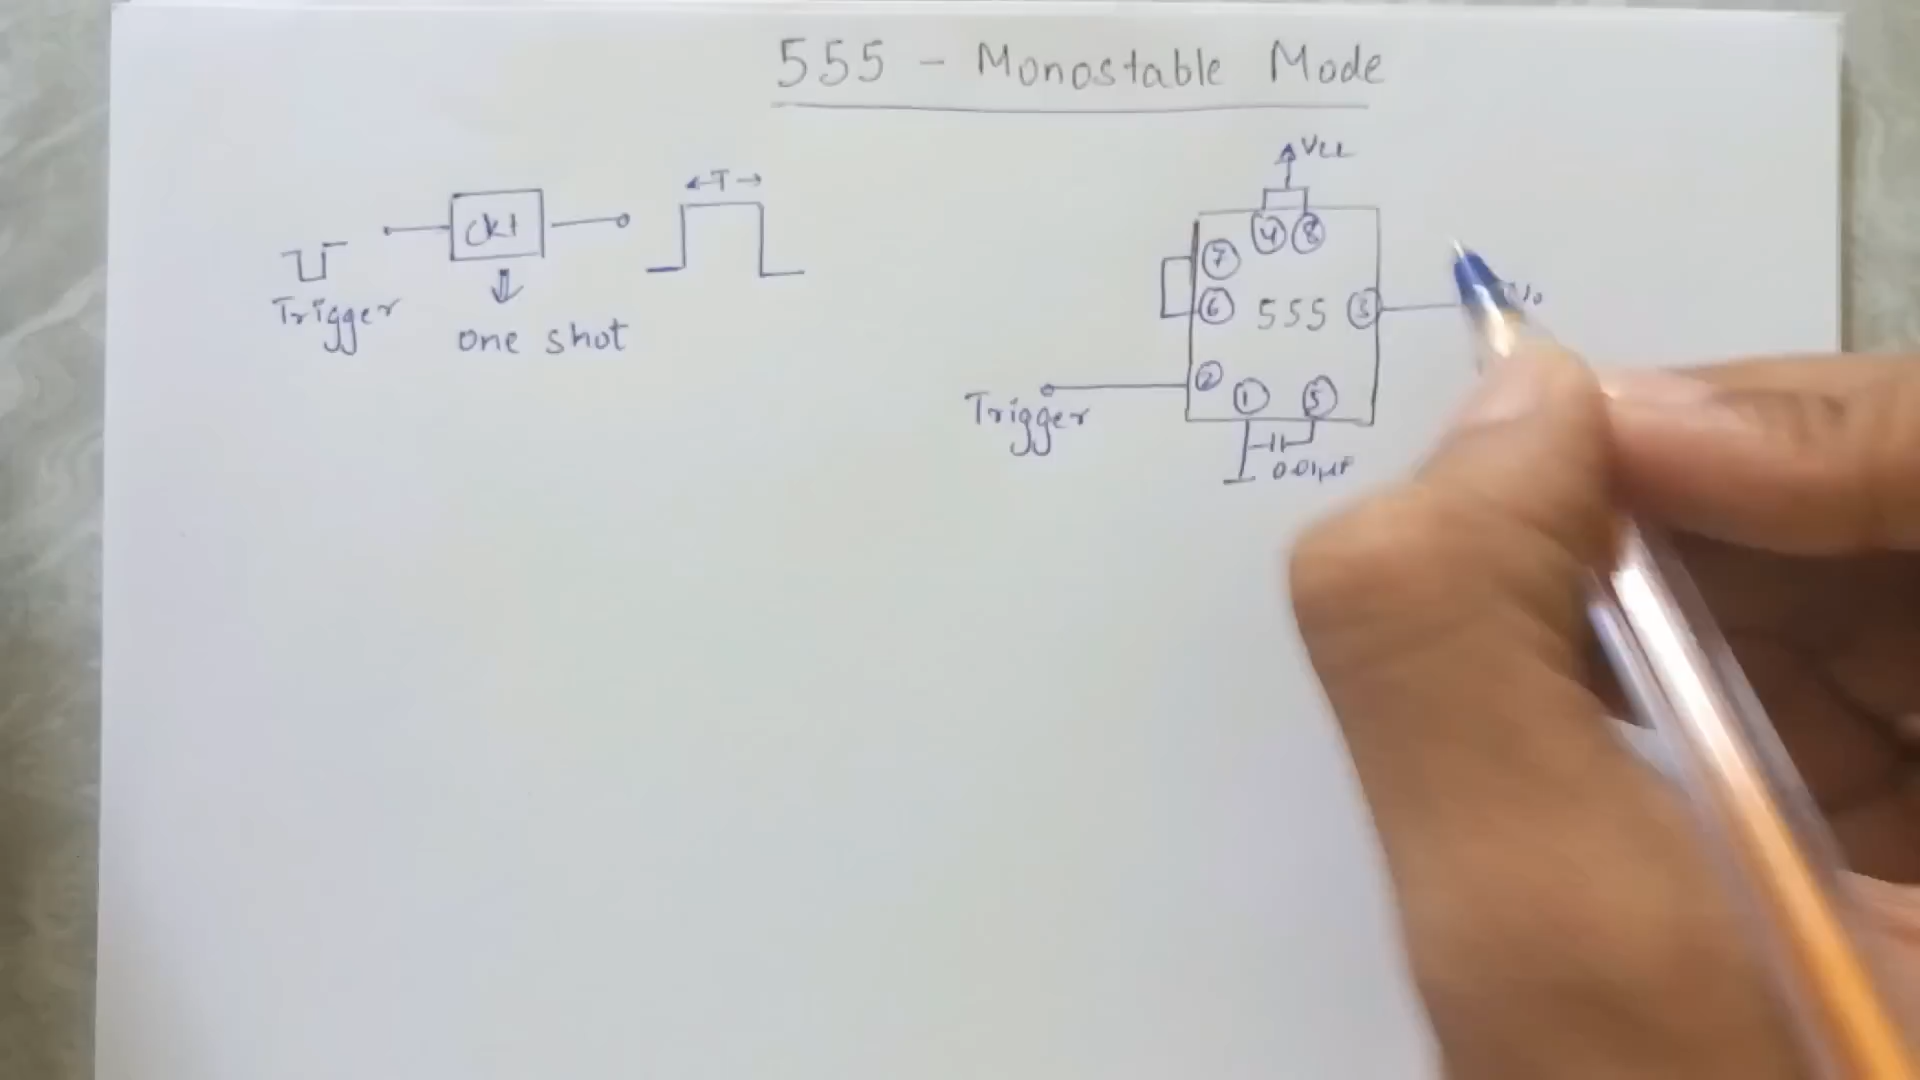 555 - Monostable Mode
Vcc
←T→
ckt
Trigger
one shot
4 8
7
6 555 3
2
Trigger
1 5
0.01µF